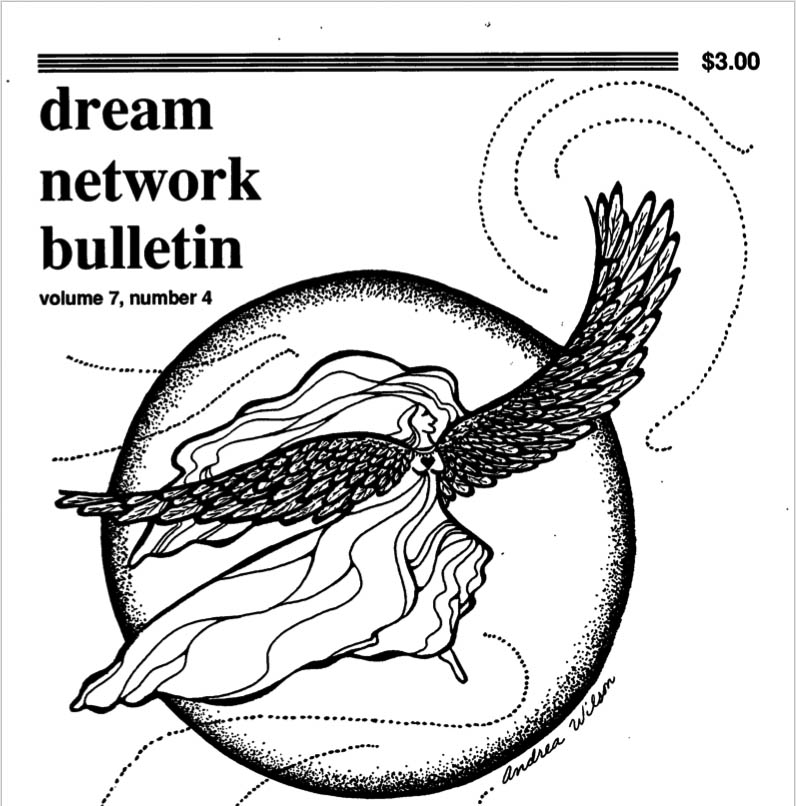 $3.00
dream
network
bulletin
volume 7, number 4
Andrea Wilson